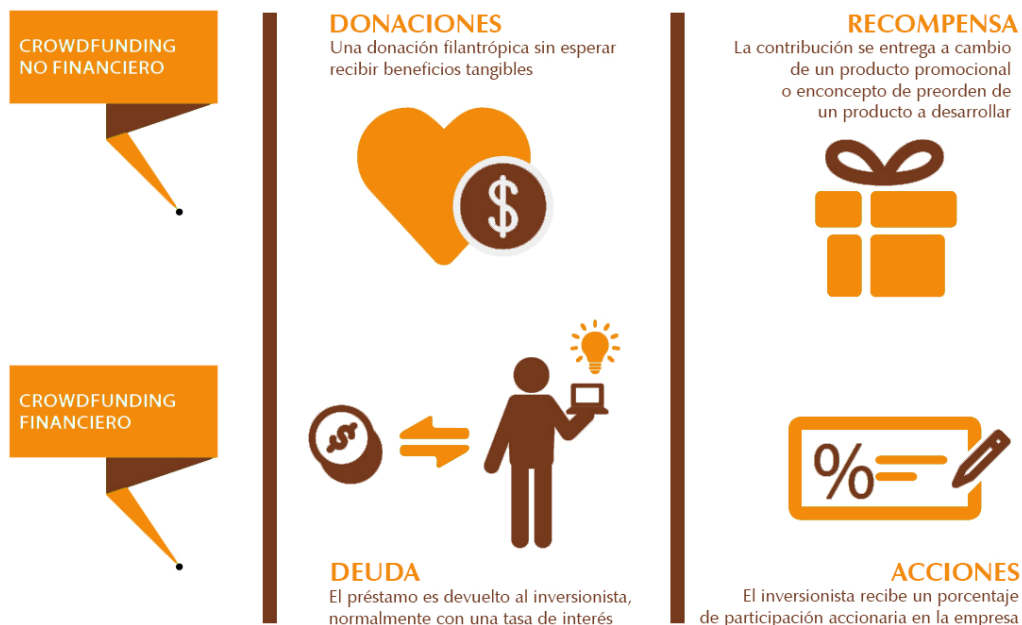 CROWDFUNDING
NO FINANCIERO
DONACIONES
Una donación filantrópica sin esperar
recibir beneficios tangibles
$
RECOMPENSA
La contribución se entrega a cambio
de un producto promocional
o enconcepto de preorden de
un producto a desarrollar
CROWDFUNDING
FINANCIERO
$
DEUDA
El préstamo es devuelto al inversionista,
normalmente con una tasa de interés
%
ACCIONES
El inversionista recibe un porcentaje
de participación accionaria en la empresa